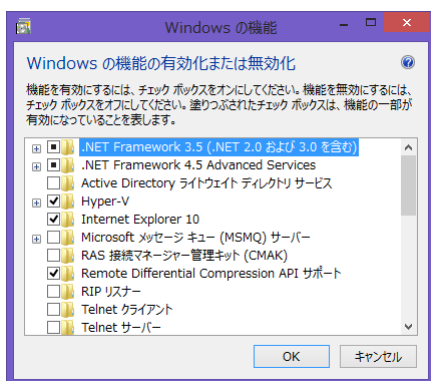 Windows の機能
Windows の機能の有効化または無効化
機能を有効にするには、チェック ボックスをオンにしてください。機能を無効にするには、
チェック ボックスをオフにしてください。塗りつぶされたチェック ボックスは、機能の一部が
有効になっていることを表します。
.NET Framework 3.5 (.NET 2.0 および 3.0 を含む)
.NET Framework 4.5 Advanced Services
Active Directory ライトウェイト ディレクトリ サービス
Hyper-V
Internet Explorer 10
Microsoft メッセージ キュー (MSMQ) サーバー
RAS 接続マネージャー管理キット (CMAK)
Remote Differential Compression API サポート
RIP リスナー
Telnet クライアント
Telnet サーバー
OK キャンセル